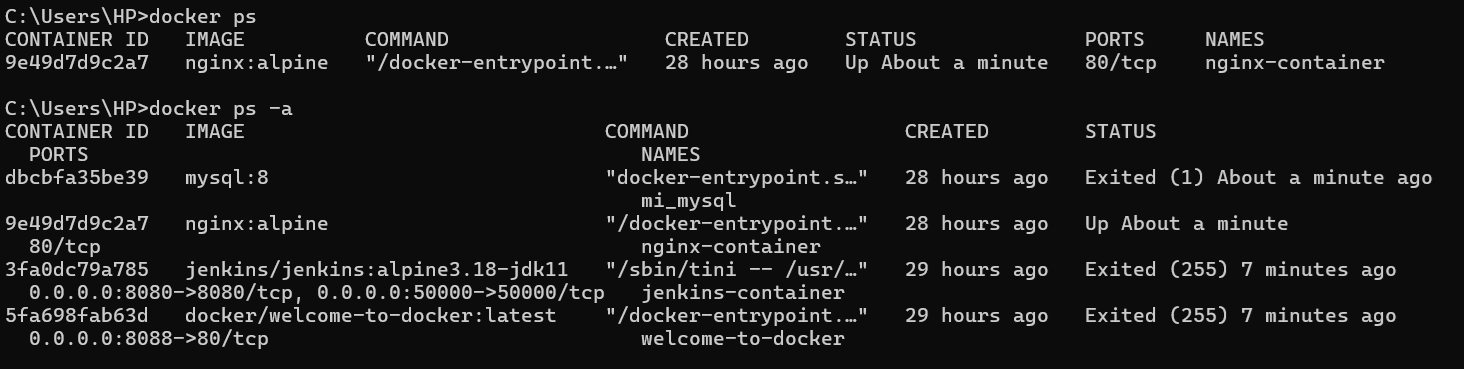 C:\Users\HP>docker ps
CONTAINER ID   IMAGE          COMMAND                  CREATED        STATUS              PORTS     NAMES
9e49d7d9c2a7   nginx:alpine   "/docker-entrypoint.…"   28 hours ago   Up About a minute   80/tcp    nginx-container
C:\Users\HP>docker ps -a
CONTAINER ID   IMAGE                              COMMAND                  CREATED        STATUS
  PORTS                                              NAMES
dbcbfa35be39   mysql:8                            "docker-entrypoint.s…"   28 hours ago   Exited (1) About a minute ago
                                                     mi_mysql
9e49d7d9c2a7   nginx:alpine                       "/docker-entrypoint.…"   28 hours ago   Up About a minute
  80/tcp                                             nginx-container
3fa0dc79a785   jenkins/jenkins:alpine3.18-jdk11   "/sbin/tini -- /usr/…"   29 hours ago   Exited (255) 7 minutes ago
  0.0.0.0:8080->8080/tcp, 0.0.0.0:50000->50000/tcp   jenkins-container
5fa698fab63d   docker/welcome-to-docker:latest    "/docker-entrypoint.…"   29 hours ago   Exited (255) 7 minutes ago
  0.0.0.0:8088->80/tcp                               welcome-to-docker